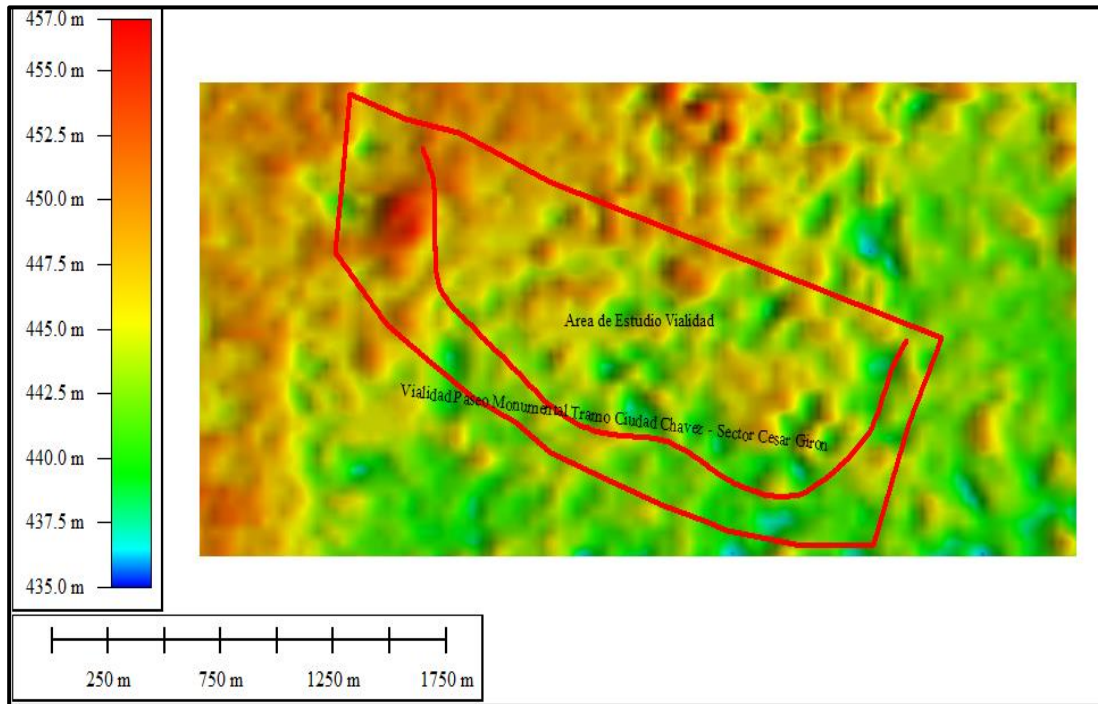 457.0 m
455.0 m
452.5 m
450.0 m
447.5 m
445.0 m
442.5 m
440.0 m
437.5 m
435.0 m
Area de Estudio Vialidad
Vialidad Paseo Monumental Tramo Ciudad Chavez - Sector Cesar Giron
250 m 750 m 1250 m 1750 m